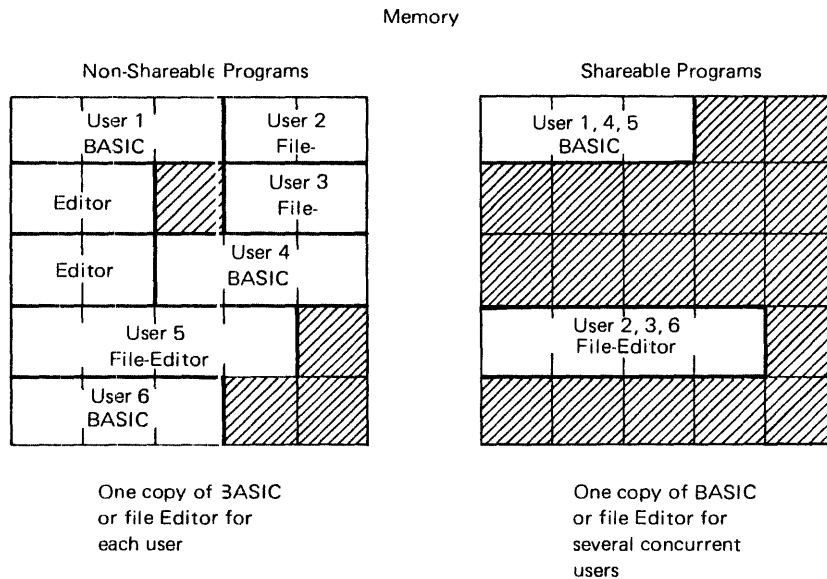 Memory
Non-Shareable Programs
User 1
BASIC
User 2
File-
Editor
User 3
File-
Editor
User 4
BASIC
User 5
File-Editor
User 6
BASIC
One copy of BASIC
or file Editor for
each user
Shareable Programs
User 1, 4, 5
BASIC
User 2, 3, 6
File-Editor
One copy of BASIC
or file Editor for
several concurrent
users